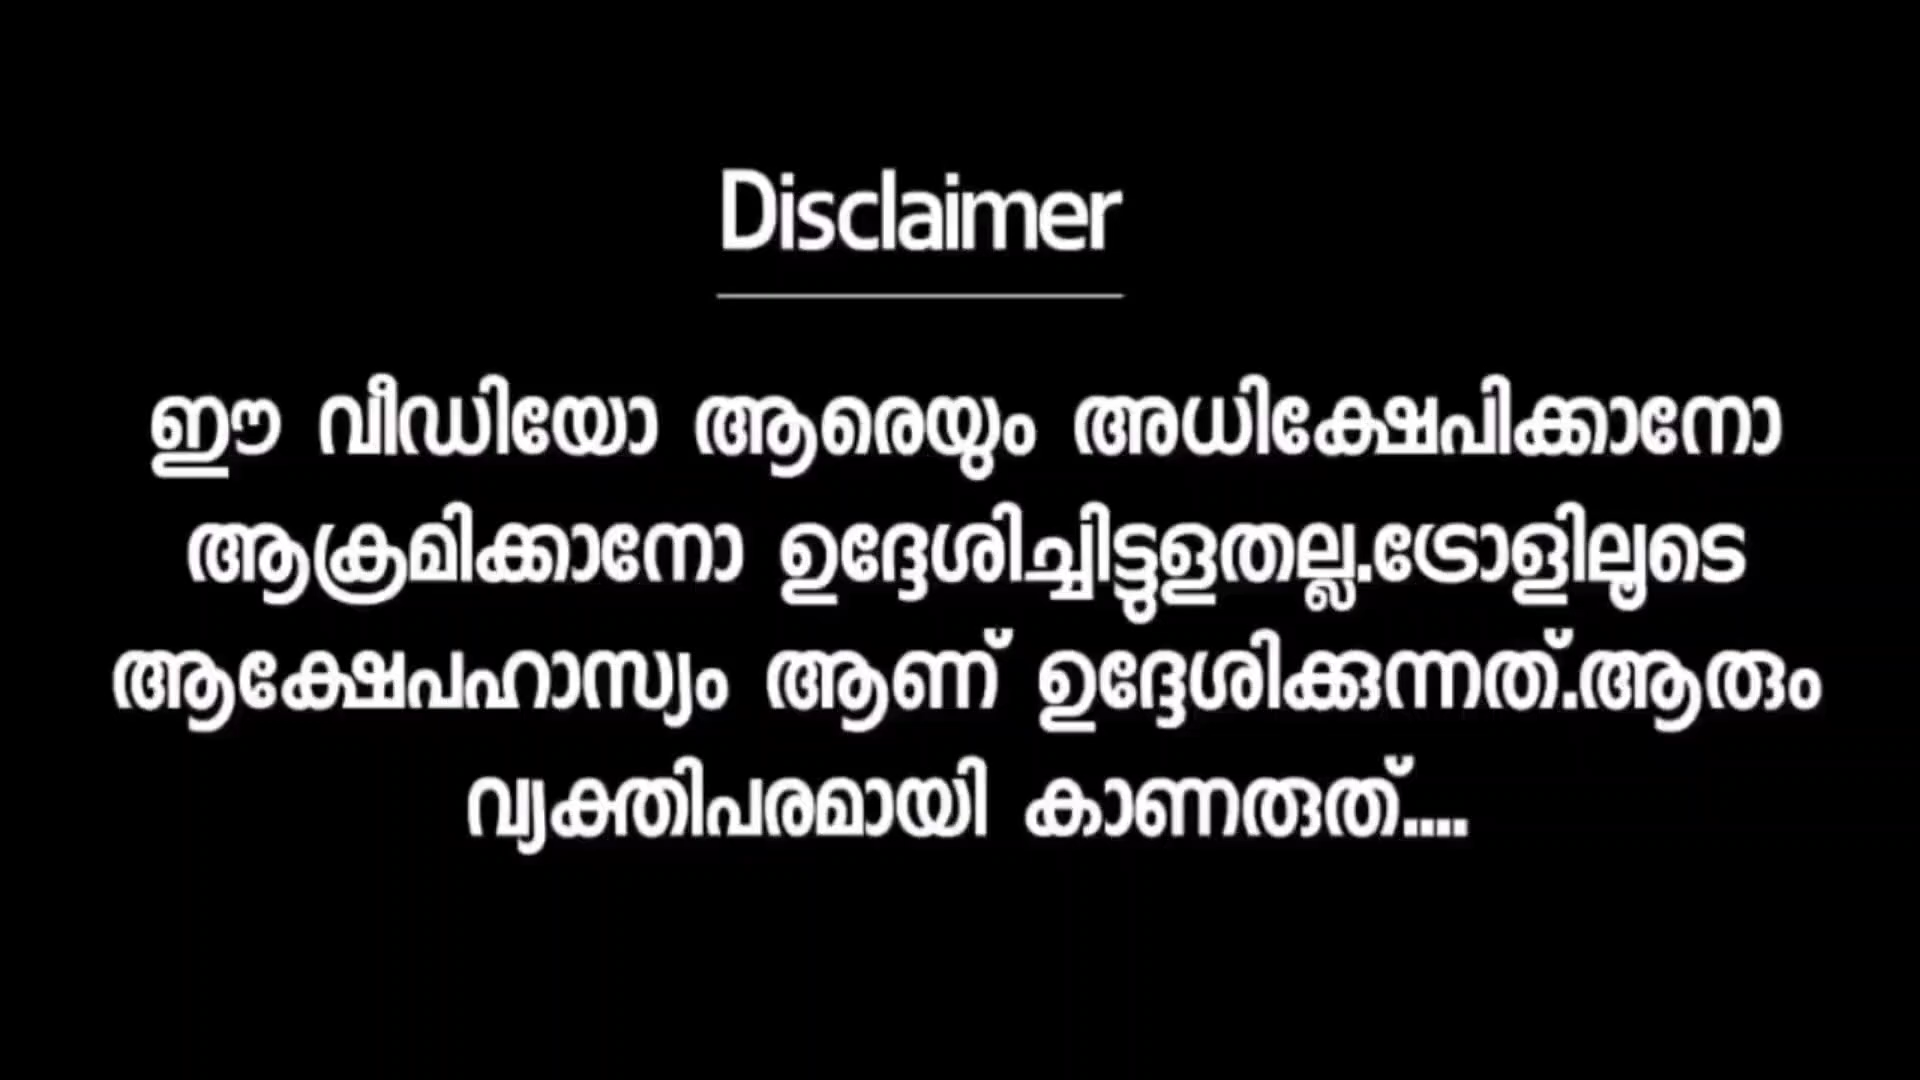 Disclaimer
ഈ വീഡിയോ ആരെയും അധിക്ഷേപിക്കാനോ
ആക്രമിക്കാനോ ഉദ്ദേശിച്ചിട്ടുളതല്ല.ട്രോളിലൂടെ
ആക്ഷേപഹാസ്യം ആണ് ഉദ്ദേശിക്കുന്നത്.ആരും
വ്യക്തിപരമായി കാണരുത്....